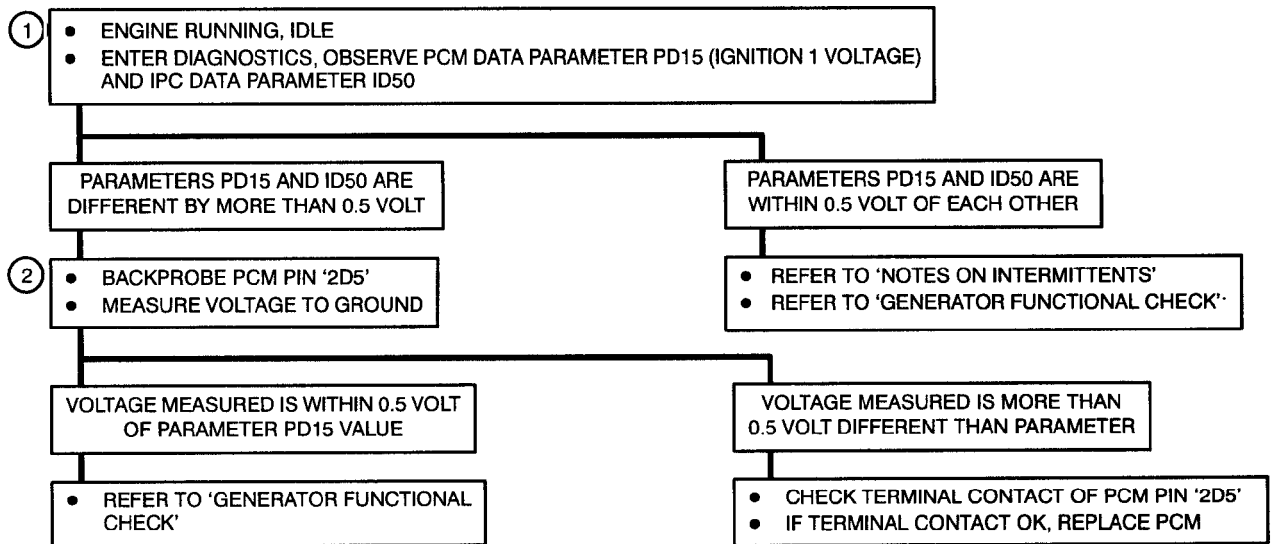 1
• ENGINE RUNNING, IDLE
• ENTER DIAGNOSTICS, OBSERVE PCM DATA PARAMETER PD15 (IGNITION 1 VOLTAGE)
AND IPC DATA PARAMETER ID50
PARAMETERS PD15 AND ID50 ARE
DIFFERENT BY MORE THAN 0.5 VOLT
PARAMETERS PD15 AND ID50 ARE
WITHIN 0.5 VOLT OF EACH OTHER
2
• BACKPROBE PCM PIN '2D5'
• MEASURE VOLTAGE TO GROUND
• REFER TO 'NOTES ON INTERMITTENTS'
• REFER TO 'GENERATOR FUNCTIONAL CHECK'
VOLTAGE MEASURED IS WITHIN 0.5 VOLT
OF PARAMETER PD15 VALUE
VOLTAGE MEASURED IS MORE THAN
0.5 VOLT DIFFERENT THAN PARAMETER
• REFER TO 'GENERATOR FUNCTIONAL
CHECK'
• CHECK TERMINAL CONTACT OF PCM PIN '2D5'
• IF TERMINAL CONTACT OK, REPLACE PCM